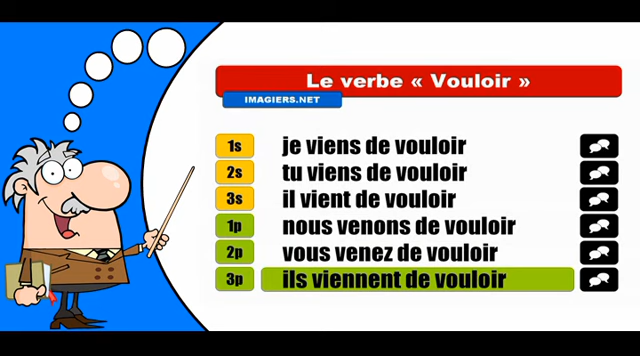 Le verbe « Vouloir »
IMAGIERS.NET
1s je viens de vouloir
2s tu viens de vouloir
3s il vient de vouloir
1p nous venons de vouloir
2p vous venez de vouloir
3p ils viennent de vouloir